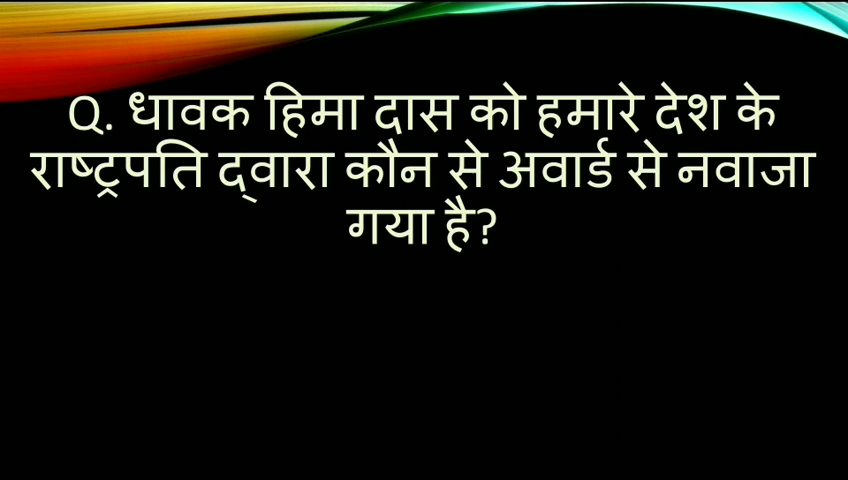 Q. धावक हिमा दास को हमारे देश के
राष्ट्रपति द्वारा कौन से अवार्ड से नवाजा
गया है?